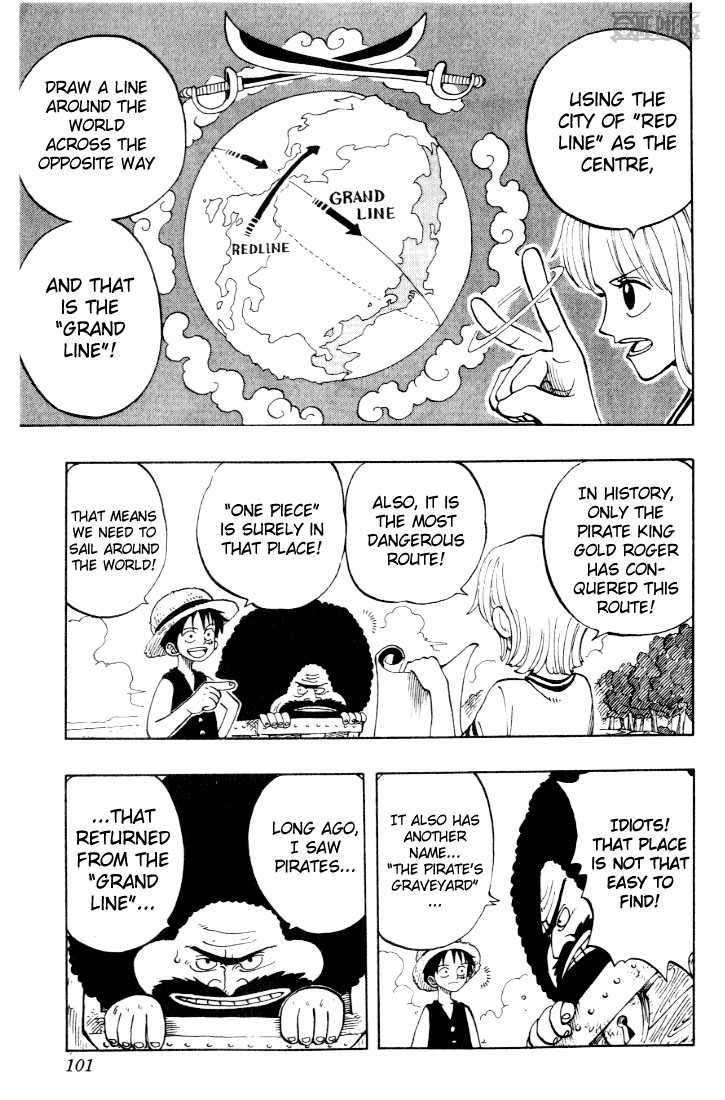 ONE PIECE
USING THE
CITY OF "RED
LINE" AS THE
CENTRE,
DRAW A LINE
AROUND THE
WORLD
ACROSS THE
OPPOSITE WAY
GRAND
LINE
REDLINE
AND THAT
IS THE
"GRAND
LINE"!
IN HISTORY,
ONLY THE
PIRATE KING
GOLD ROGER
HAS CON-
QUERED THIS
ROUTE!
ALSO, IT IS
THE MOST
DANGEROUS
ROUTE!
"ONE PIECE"
IS SURELY IN
THAT PLACE!
THAT MEANS
WE NEED TO
SAIL AROUND
THE WORLD!
IDIOTS!
THAT PLACE
IS NOT THAT
EASY TO
FIND!
IT ALSO HAS
ANOTHER
NAME...
"THE PIRATE'S
GRAVEYARD"
...
LONG AGO,
I SAW
PIRATES...
...THAT
RETURNED
FROM THE
"GRAND
LINE"...
101